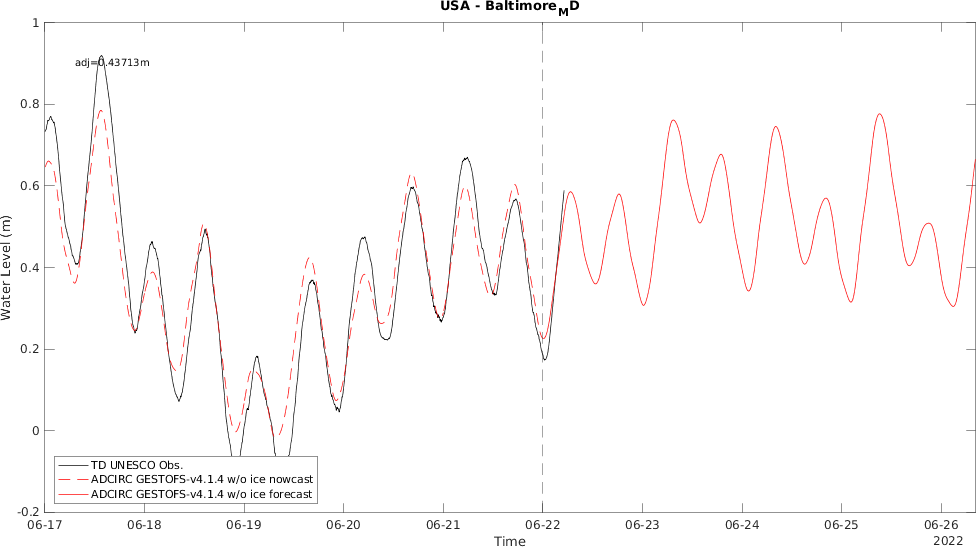 USA - Baltimore_MD
1
adj=0.43713m
0.8
0.6
0.4
0.2
0
-0.2
Water Level (m)
TD UNESCO Obs.
ADCIRC GESTOFS-v4.1.4 w/o ice nowcast
ADCIRC GESTOFS-v4.1.4 w/o ice forecast
06-17 06-18 06-19 06-20 06-21 06-22 06-23 06-24 06-25 06-26
Time
2022